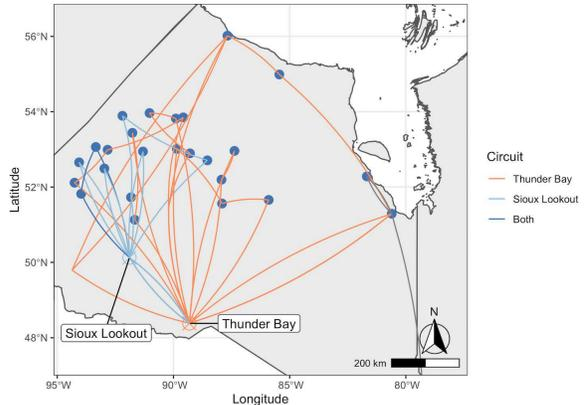 56°N
54°N
52°N
50°N
48°N
Latitude
95°W
90°W
85°W
80°W
Longitude
Sioux Lookout
Thunder Bay
N
200 km
Circuit
Thunder Bay
Sioux Lookout
Both